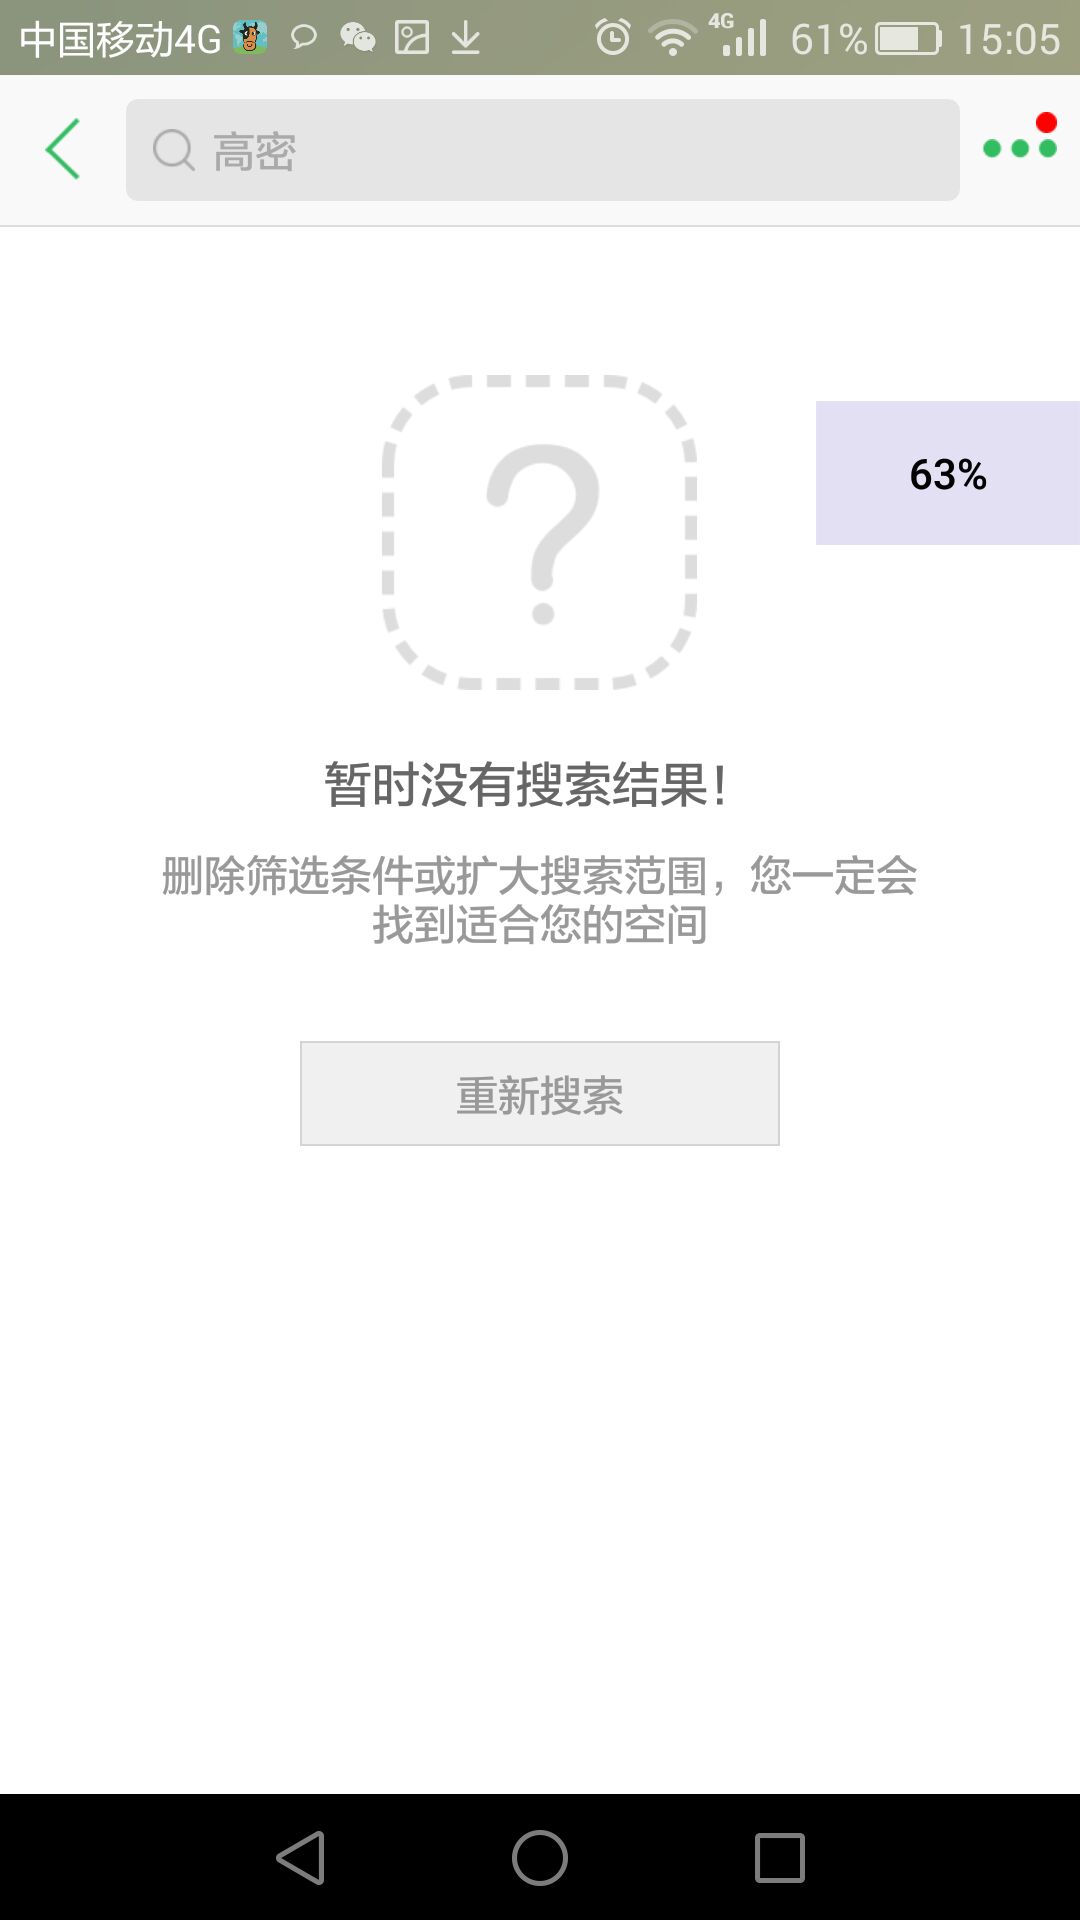 中国移动4G 4G 61% 15:05
高密
63%
暂时没有搜索结果！
删除筛选条件或扩大搜索范围，您一定会
找到适合您的空间
重新搜索